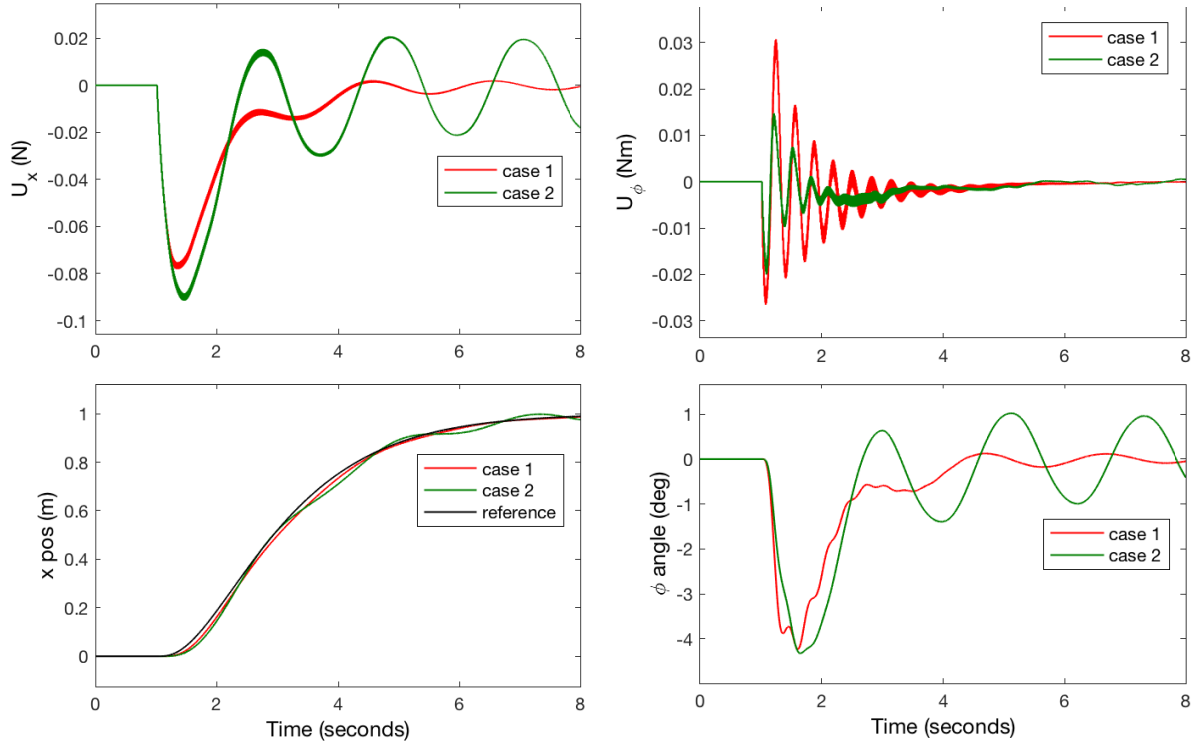 U_x (N)
0.02
0
-0.02
-0.04
-0.06
-0.08
-0.1
case 1
case 2
0 2 4 6 8
U_ϕ (Nm)
0.03
0.02
0.01
0
-0.01
-0.02
-0.03
case 1
case 2
0 2 4 6 8
x pos (m)
1
0.8
0.6
0.4
0.2
0
case 1
case 2
reference
0 2 4 6 8
Time (seconds)
ϕ angle (deg)
1
0
-1
-2
-3
-4
case 1
case 2
0 2 4 6 8
Time (seconds)